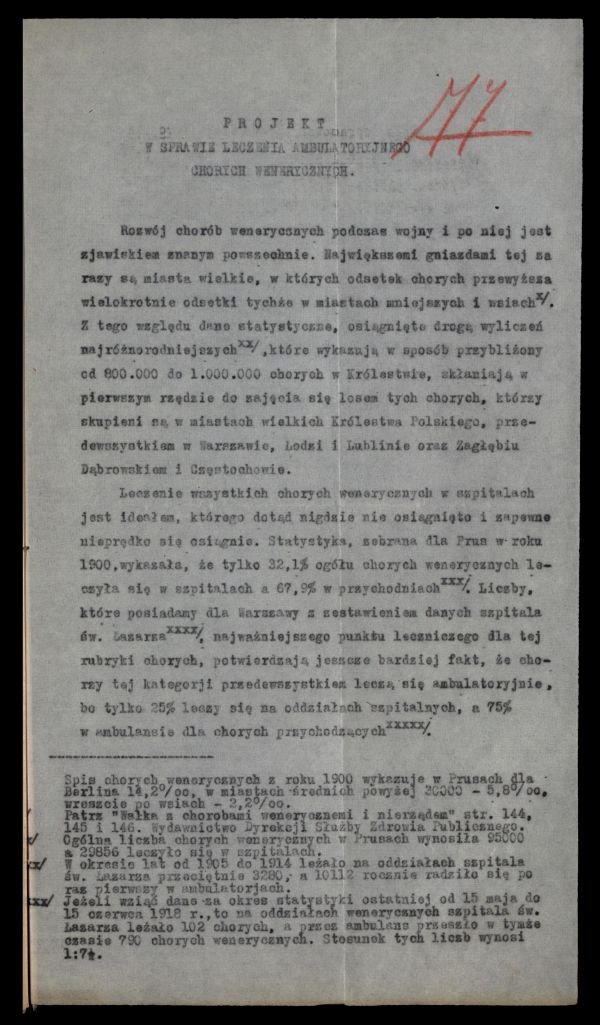 77
PROJEKT
W SPRAWIE LECZENIA AMBULATORYJNEGO
CHORYCH WENERYCZNYCH.
Rozwój chorób wenerycznych podczas wojny i po niej jest
zjawiskiem znanym powszechnie. Największemi gniazdami tej za
razy są miasta wielkie, w których odsetek chorych przewyższa
wielokrotnie odsetki tychże w miastach mniejszych i wsiach x/.
Z tego względu dane statystyczne, osiągnięte drogą wyliczeń
najróżnorodniejszych xx/, które wykazują w sposób przybliżony
od 800.000 do 1.000.000 chorych w Królestwie, skłaniają w
pierwszym rzędzie do zajęcia się losem tych chorych, którzy
skupieni są w miastach wielkich Królestwa Polskiego, prze-
dewszystkiem w Warszawie, Łodzi i Lublinie oraz Zagłębiu
Dąbrowskiem i Częstochowie.
Leczenie wszystkich chorych wenerycznych w szpitalach
jest ideałem, którego dotąd nigdzie nie osiągnięto i zapewne
nieprędko się osiągnie. Statystyka, zebrana dla Prus w roku
1900, wykazała, że tylko 32,1% ogółu chorych wenerycznych le-
czyła się w szpitalach a 67,9% w przychodniach xxx/. Liczby,
które posiadamy dla Warszawy z zestawieniem danych szpitala
św. Łazarza xxxx/, najważniejszego punktu leczniczego dla tej
rubryki chorych, potwierdzają jeszcze bardziej fakt, że cho-
rzy tej kategorji przedewszystkiem leczą się ambulatoryjnie,
bo tylko 25% leczy się na oddziałach szpitalnych, a 75%
w ambulansie dla chorych przychodzących xxxxx/.
Spis chorych wenerycznych z roku 1900 wykazuje w Prusach dla
Berlina 14,2°/oo, w miastach średnich powyżej 30000 - 5,8°/oo,
wreszcie po wsiach - 2,2°/oo.
Patrz "Walka z chorobami wenerycznemi i nierządem" str. 144,
145 i 146. Wydawnictwo Dyrekcji Służby Zdrowia Publicznego.
x/ Ogólna liczba chorych wenerycznych w Prusach wynosiła 95000
a 29856 leczyło się w szpitalach.
xx/ W okresie lat od 1905 do 1914 leżało na oddziałach szpitala
św. Łazarza przeciętnie 3280, a 10112 rocznie radziło się po
raz pierwszy w ambulatorjach.
xxx/ Jeżeli wziąć dane za okres statystyki ostatniej od 15 maja do
15 czerwca 1918 r., to na oddziałach wenerycznych szpitala św.
Łazarza leżało 102 chorych, a przez ambulans przeszło w tymże
czasie 790 chorych wenerycznych. Stosunek tych liczb wynosi